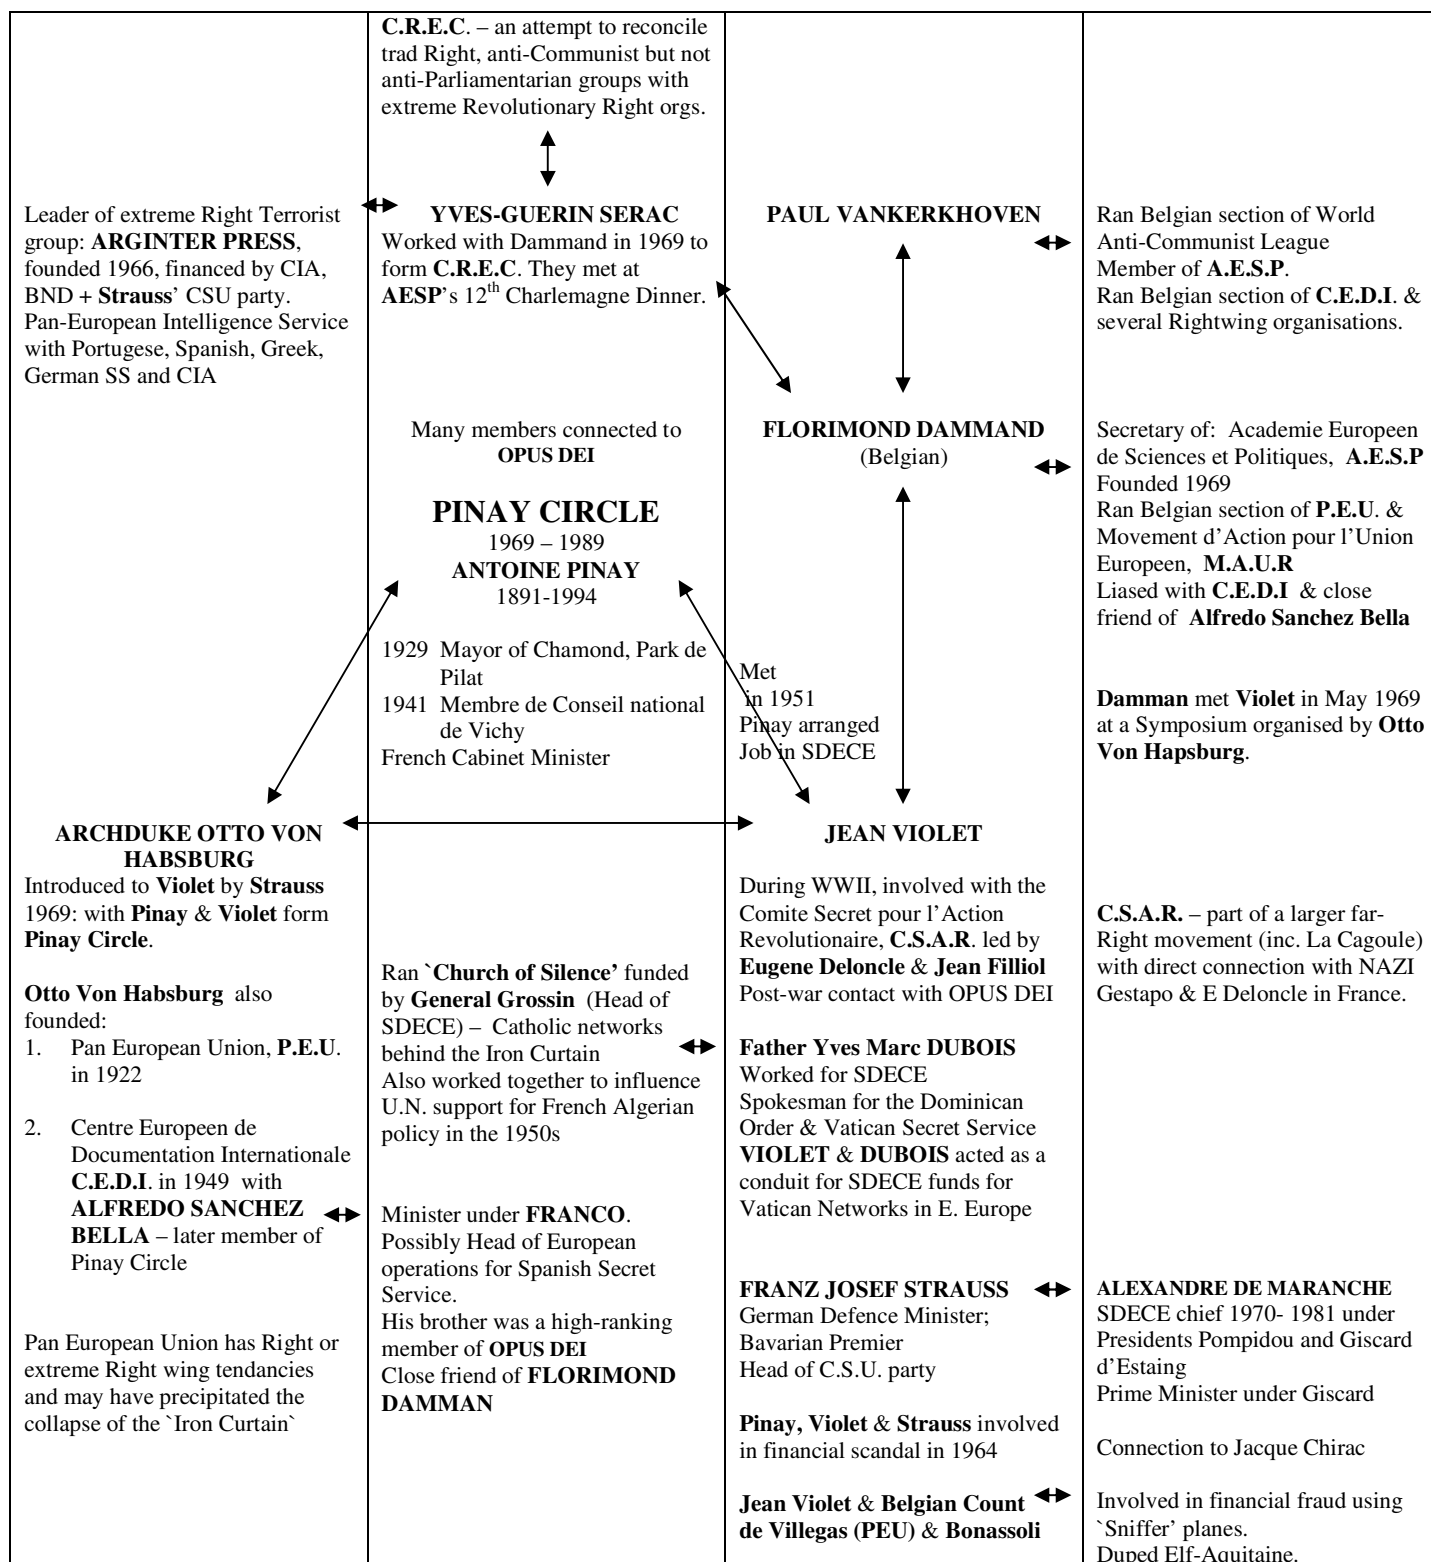 C.R.E.C. – an attempt to reconcile
trad Right, anti-Communist but not
anti-Parliamentarian groups with
extreme Revolutionary Right orgs.
Leader of extreme Right Terrorist
group: ARGINTER PRESS,
founded 1966, financed by CIA,
BND + Strauss’ CSU party.
Pan-European Intelligence Service
with Portugese, Spanish, Greek,
German SS and CIA
YVES-GUERIN SERAC
Worked with Dammand in 1969 to
form C.R.E.C. They met at
AESP’s 12th Charlemagne Dinner.
PAUL VANKERKHOVEN
Ran Belgian section of World
Anti-Communist League
Member of A.E.S.P.
Ran Belgian section of C.E.D.I. &
several Rightwing organisations.
Many members connected to
OPUS DEI
PINAY CIRCLE
1969 – 1989
ANTOINE PINAY
1891-1994
1929 Mayor of Chamond, Park de
Pilat
1941 Membre de Conseil national
de Vichy
French Cabinet Minister
FLORIMOND DAMMAND
(Belgian)
Secretary of: Academie Europeen
de Sciences et Politiques, A.E.S.P
Founded 1969
Ran Belgian section of P.E.U. &
Movement d’Action pour l’Union
Europeen, M.A.U.R
Liased with C.E.D.I & close
friend of Alfredo Sanchez Bella
Met
in 1951
Pinay arranged
Job in SDECE
Damman met Violet in May 1969
at a Symposium organised by Otto
Von Hapsburg.
ARCHDUKE OTTO VON
HABSBURG
Introduced to Violet by Strauss
1969: with Pinay & Violet form
Pinay Circle.
Otto Von Habsburg also
founded:
1. Pan European Union, P.E.U.
in 1922
2. Centre Europeen de
Documentation Internationale
C.E.D.I. in 1949 with
ALFREDO SANCHEZ
BELLA – later member of
Pinay Circle
Pan European Union has Right or
extreme Right wing tendancies
and may have precipitated the
collapse of the `Iron Curtain`
Ran `Church of Silence’ funded
by General Grossin (Head of
SDECE) – Catholic networks
behind the Iron Curtain
Also worked together to influence
U.N. support for French Algerian
policy in the 1950s
Minister under FRANCO.
Possibly Head of European
operations for Spanish Secret
Service.
His brother was a high-ranking
member of OPUS DEI
Close friend of FLORIMOND
DAMMAN
JEAN VIOLET
During WWII, involved with the
Comite Secret pour l’Action
Revolutionaire, C.S.A.R. led by
Eugene Deloncle & Jean Filliol
Post-war contact with OPUS DEI
Father Yves Marc DUBOIS
Worked for SDECE
Spokesman for the Dominican
Order & Vatican Secret Service
VIOLET & DUBOIS acted as a
conduit for SDECE funds for
Vatican Networks in E. Europe
FRANZ JOSEF STRAUSS
German Defence Minister;
Bavarian Premier
Head of C.S.U. party
Pinay, Violet & Strauss involved
in financial scandal in 1964
Jean Violet & Belgian Count
de Villegas (PEU) & Bonassoli
C.S.A.R. – part of a larger far-
Right movement (inc. La Cagoule)
with direct connection with NAZI
Gestapo & E Deloncle in France.
ALEXANDRE DE MARANCHE
SDECE chief 1970- 1981 under
Presidents Pompidou and Giscard
d’Estaing
Prime Minister under Giscard
Connection to Jacque Chirac
Involved in financial fraud using
`Sniffer’ planes.
Duped Elf-Aquitaine.